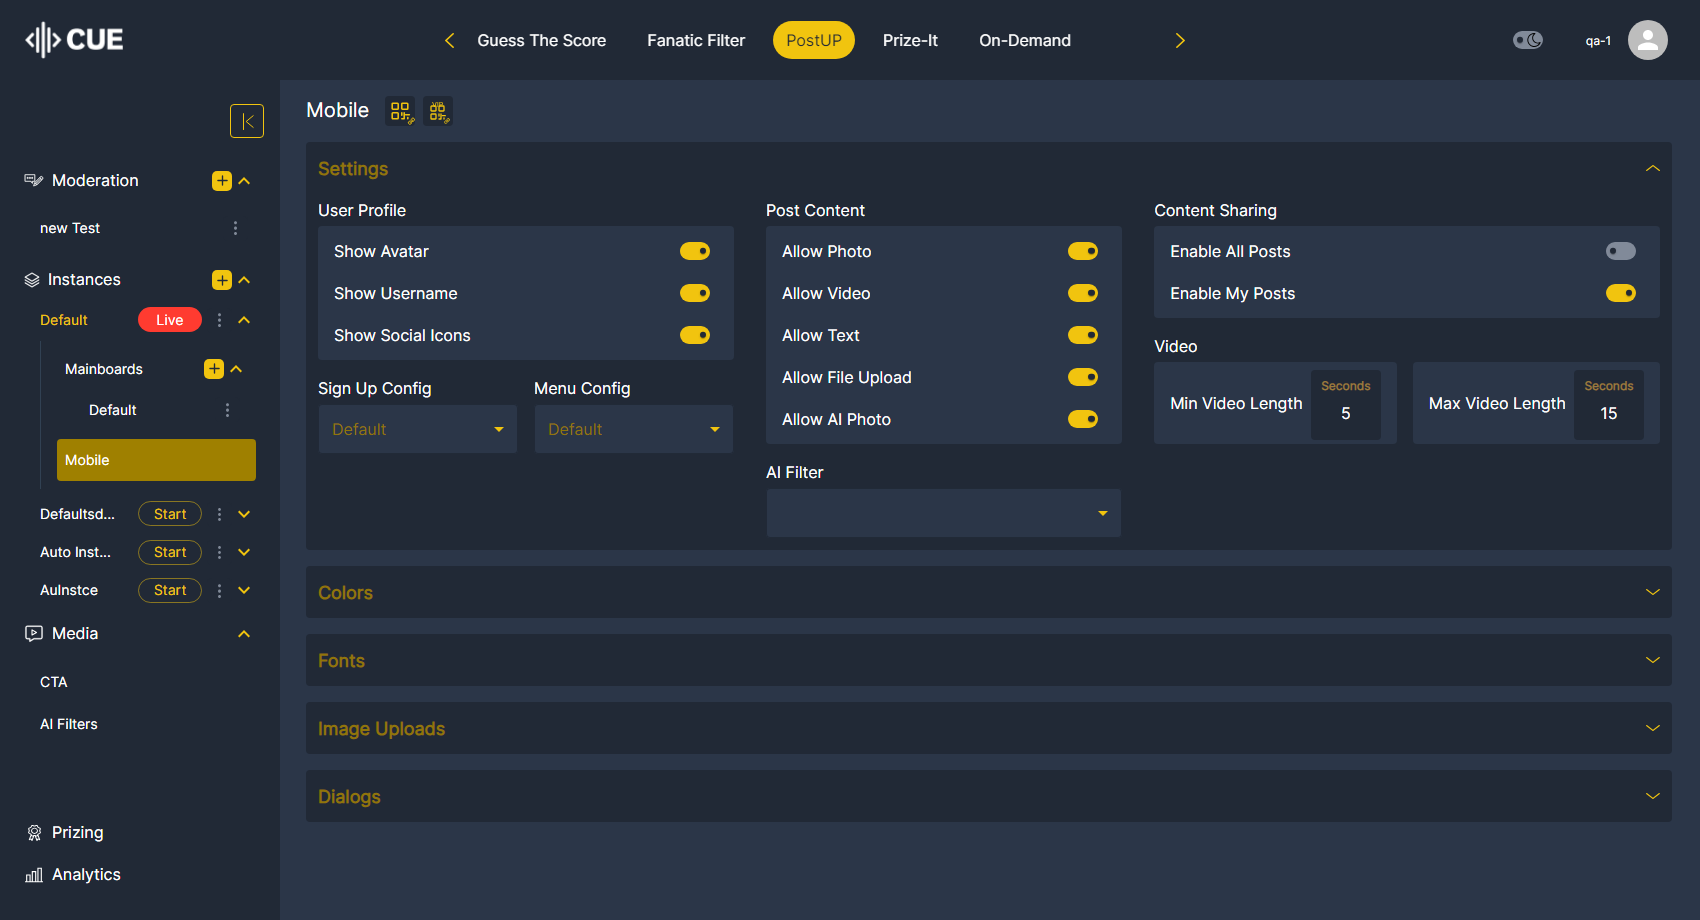 CUE
Guess The Score
Fanatic Filter
PostUP
Prize-It
On-Demand
qa-1
Moderation
new Test
Instances
Default
Live
Mainboards
Default
Mobile
Defaultsd...
Start
Auto Inst...
Start
AuInstce
Start
Media
CTA
AI Filters
Prizing
Analytics
Mobile
VIP
Settings
User Profile
Show Avatar
Show Username
Show Social Icons
Sign Up Config
Default
Menu Config
Default
Post Content
Allow Photo
Allow Video
Allow Text
Allow File Upload
Allow AI Photo
AI Filter
Content Sharing
Enable All Posts
Enable My Posts
Video
Min Video Length
Seconds
5
Max Video Length
Seconds
15
Colors
Fonts
Image Uploads
Dialogs